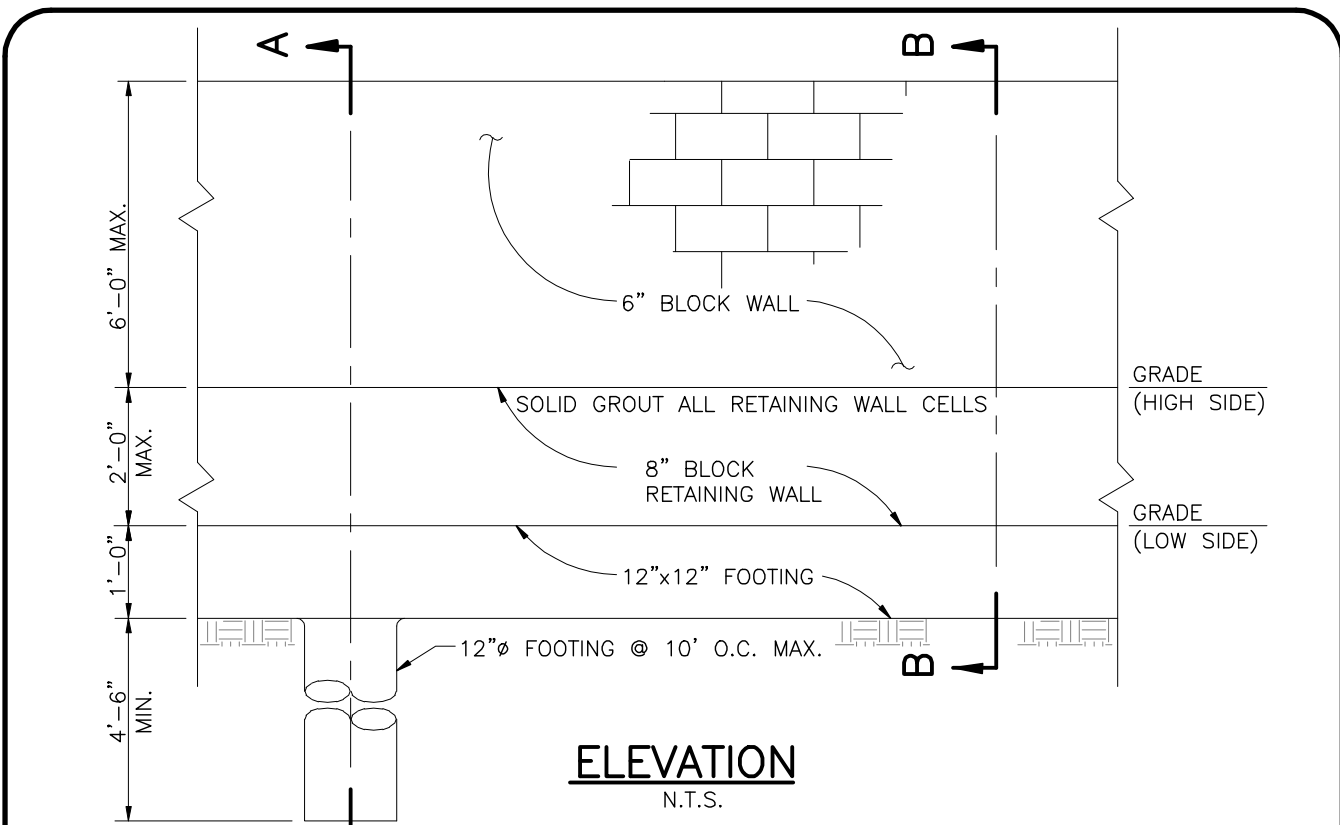 A
B
6'-0" MAX.
6" BLOCK WALL
GRADE
(HIGH SIDE)
SOLID GROUT ALL RETAINING WALL CELLS
2'-0"
MAX.
8" BLOCK
RETAINING WALL
GRADE
(LOW SIDE)
1'-0"
12"x12" FOOTING
12"ø FOOTING @ 10' O.C. MAX.
B
4'-6"
MIN.
ELEVATION
N.T.S.